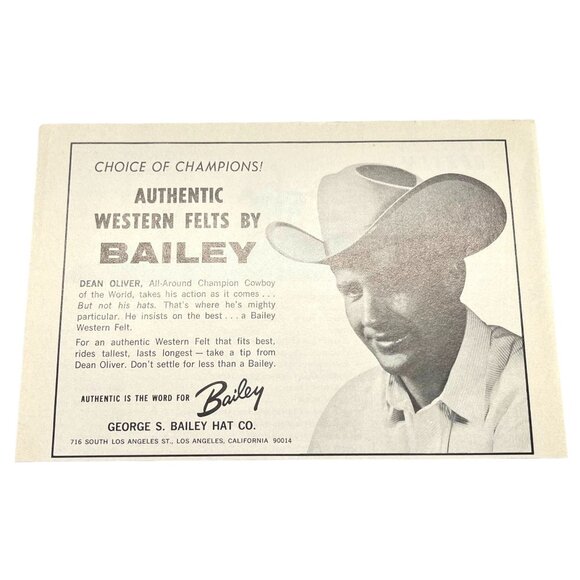 CHOICE OF CHAMPIONS!
AUTHENTIC
WESTERN FELTS BY
BAILEY
DEAN OLIVER, All-Around Champion Cowboy
of the World, takes his action as it comes . . .
But not his hats. That's where he's mighty
particular. He insists on the best . . . a Bailey
Western Felt.
For an authentic Western Felt that fits best,
rides tallest, lasts longest — take a tip from
Dean Oliver. Don't settle for less than a Bailey.
AUTHENTIC IS THE WORD FOR Bailey
GEORGE S. BAILEY HAT CO.
716 SOUTH LOS ANGELES ST., LOS ANGELES, CALIFORNIA 90014